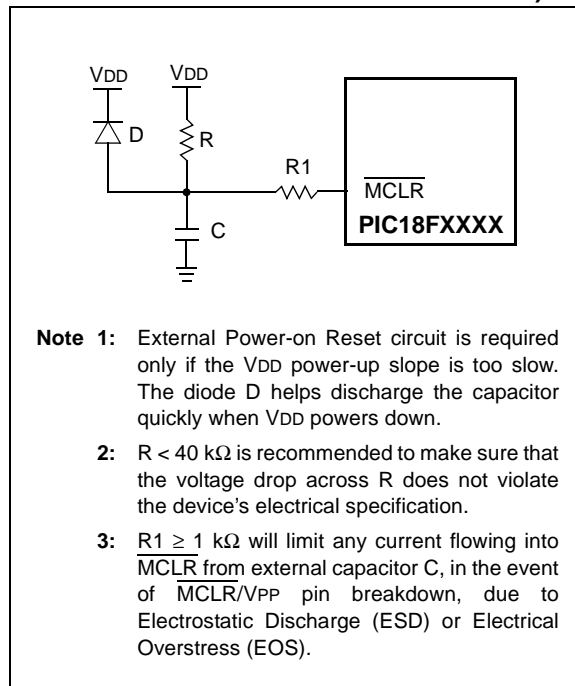 VDD VDD
D
R
R1
MCLR
PIC18FXXXX
C
Note 1: External Power-on Reset circuit is required
only if the VDD power-up slope is too slow.
The diode D helps discharge the capacitor
quickly when VDD powers down.
2: R < 40 kΩ is recommended to make sure that
the voltage drop across R does not violate
the device's electrical specification.
3: R1 ≥ 1 kΩ will limit any current flowing into
MCLR from external capacitor C, in the event
of MCLR/VPP pin breakdown, due to
Electrostatic Discharge (ESD) or Electrical
Overstress (EOS).